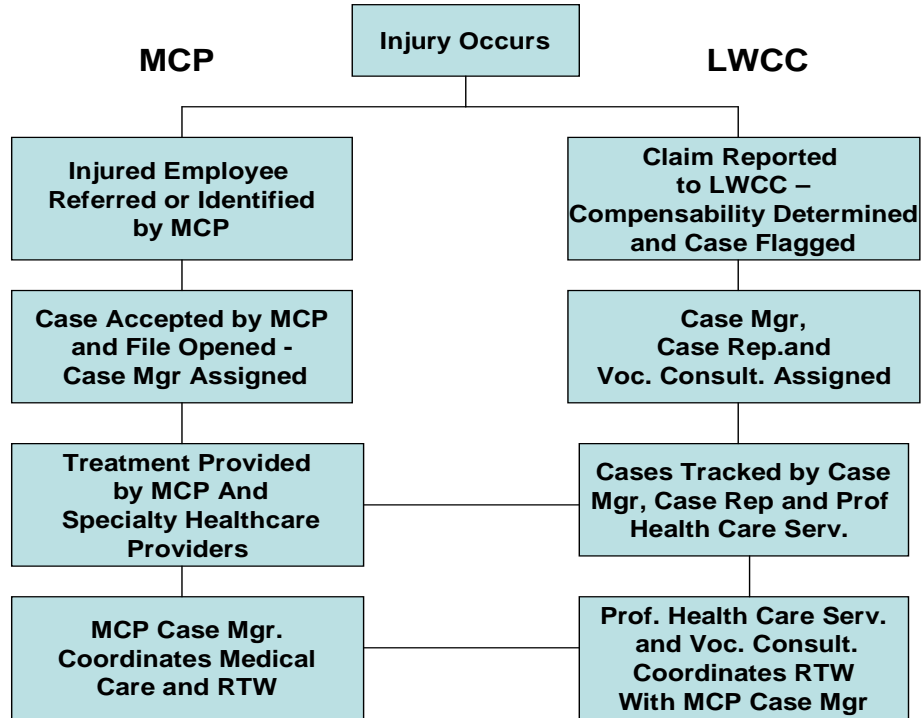 Injury Occurs
MCP
LWCC
Injured Employee
Referred or Identified
by MCP
Claim Reported
to LWCC –
Compensability Determined
and Case Flagged
Case Accepted by MCP
and File Opened -
Case Mgr Assigned
Case Mgr,
Case Rep.and
Voc. Consult. Assigned
Treatment Provided
by MCP And
Specialty Healthcare
Providers
Cases Tracked by Case
Mgr, Case Rep and Prof
Health Care Serv.
MCP Case Mgr.
Coordinates Medical
Care and RTW
Prof. Health Care Serv.
and Voc. Consult.
Coordinates RTW
With MCP Case Mgr